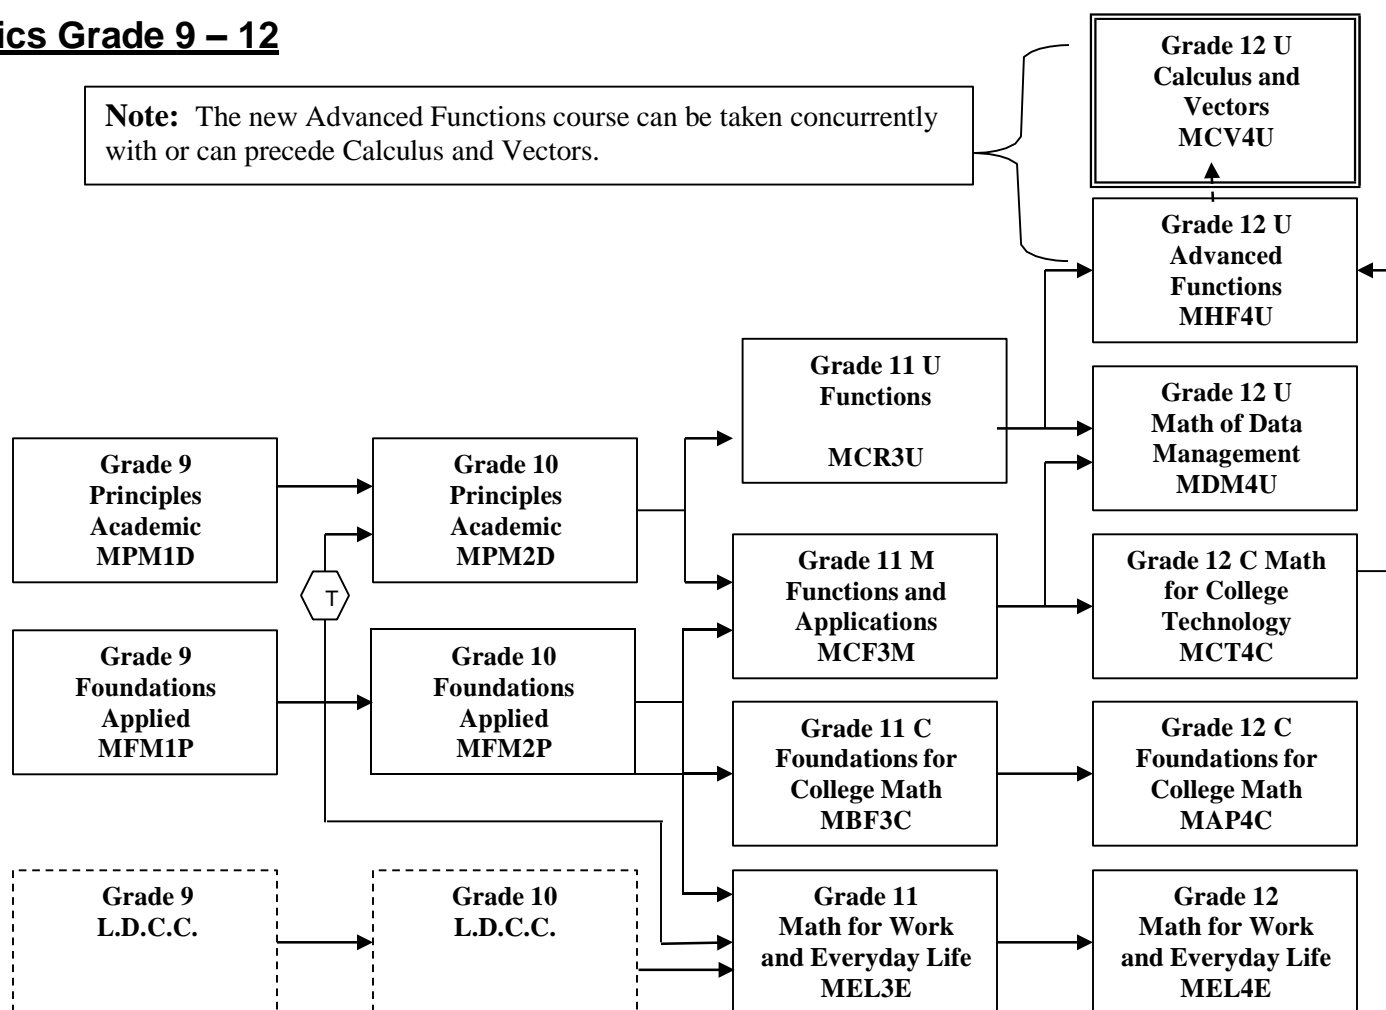 ics Grade 9 – 12
Note: The new Advanced Functions course can be taken concurrently
with or can precede Calculus and Vectors.
Grade 12 U
Calculus and
Vectors
MCV4U
Grade 12 U
Advanced
Functions
MHF4U
Grade 11 U
Functions
MCR3U
Grade 12 U
Math of Data
Management
MDM4U
Grade 9
Principles
Academic
MPM1D
Grade 10
Principles
Academic
MPM2D
T
Grade 11 M
Functions and
Applications
MCF3M
Grade 12 C Math
for College
Technology
MCT4C
Grade 9
Foundations
Applied
MFM1P
Grade 10
Foundations
Applied
MFM2P
Grade 11 C
Foundations for
College Math
MBF3C
Grade 12 C
Foundations for
College Math
MAP4C
Grade 9
L.D.C.C.
Grade 10
L.D.C.C.
Grade 11
Math for Work
and Everyday Life
MEL3E
Grade 12
Math for Work
and Everyday Life
MEL4E